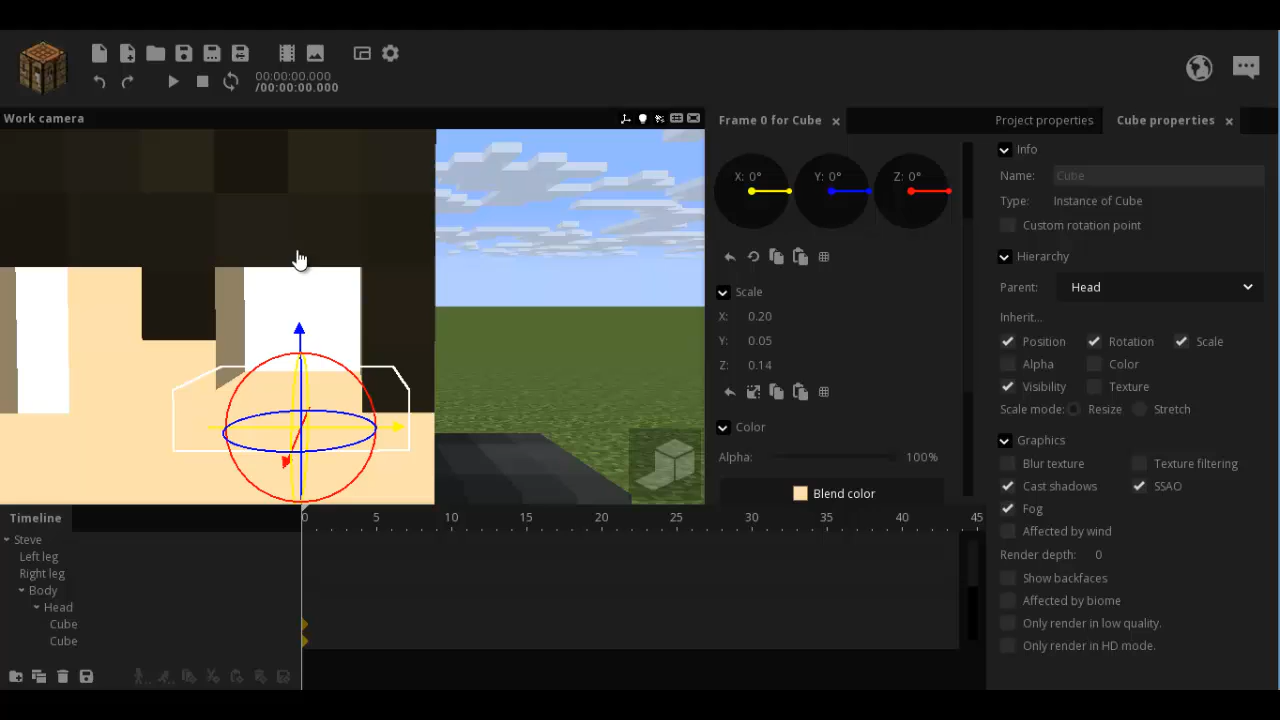 00:00:00.000
/00:00:00.000
Work camera
Frame 0 for Cube
Project properties
Cube properties
X: 0°
Y: 0°
Z: 0°
Scale
X: 0.20
Y: 0.05
Z: 0.14
Color
Alpha: 100%
Blend color
Info
Name: Cube
Type: Instance of Cube
Custom rotation point
Hierarchy
Parent: Head
Inherit...
Position Rotation Scale
Alpha Color
Visibility Texture
Scale mode: Resize Stretch
Graphics
Blur texture Texture filtering
Cast shadows SSAO
Fog
Affected by wind
Render depth: 0
Show backfaces
Affected by biome
Only render in low quality.
Only render in HD mode.
Timeline
0 5 10 15 20 25 30 35 40 45
Steve
Left leg
Right leg
Body
Head
Cube
Cube